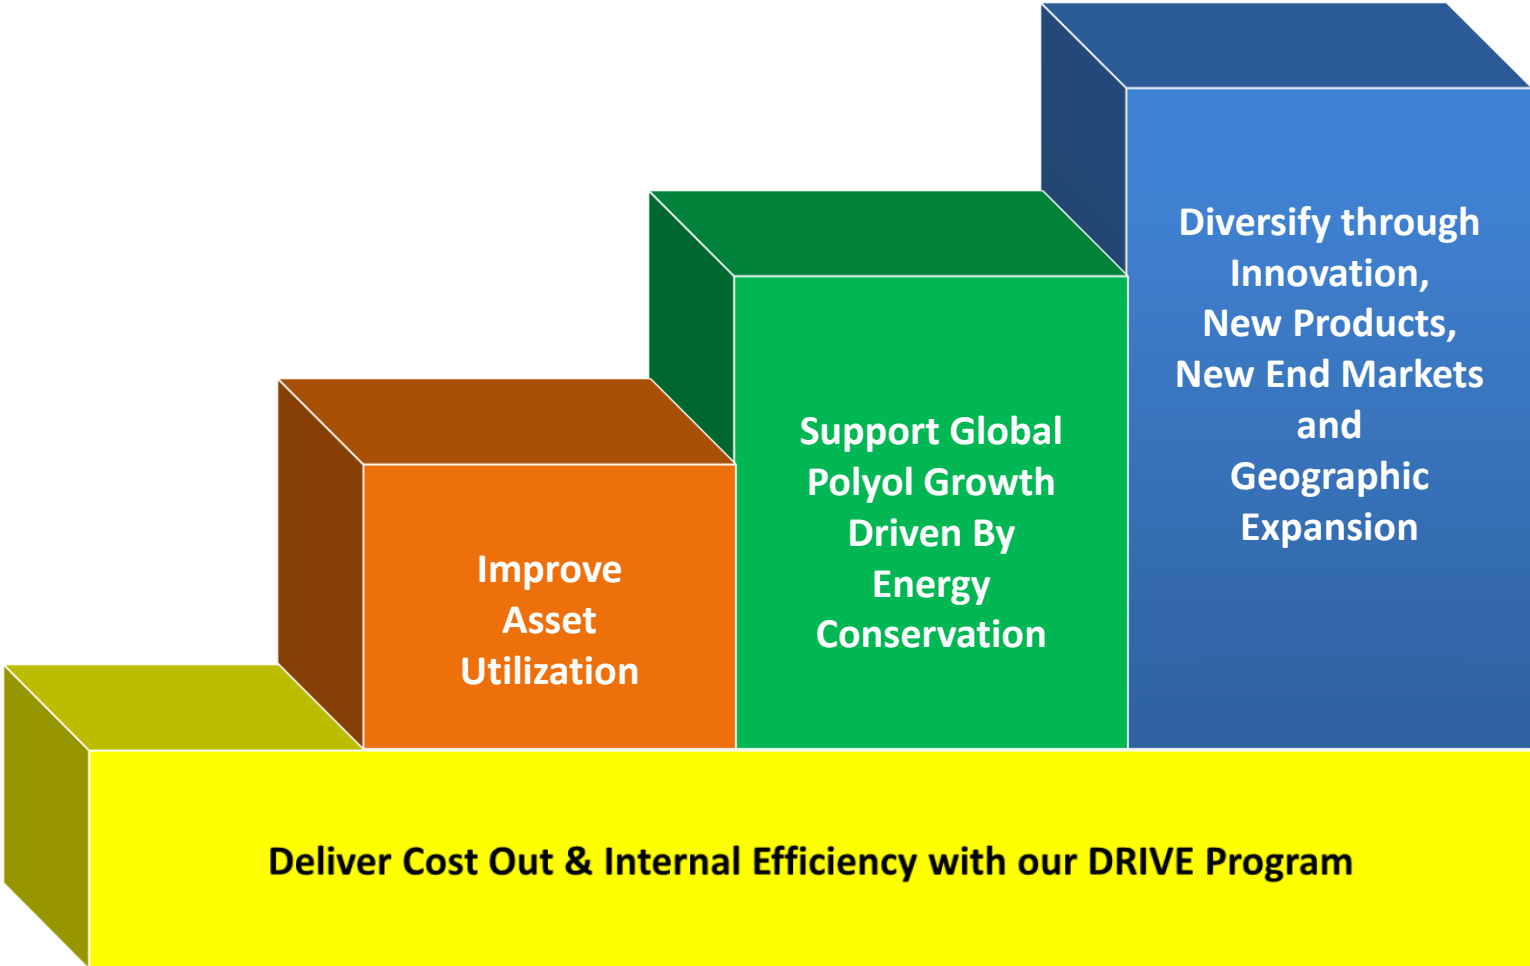 Diversify through
Innovation,
New Products,
New End Markets
and
Geographic
Expansion
Support Global
Polyol Growth
Driven By
Energy
Conservation
Improve
Asset
Utilization
Deliver Cost Out & Internal Efficiency with our DRIVE Program